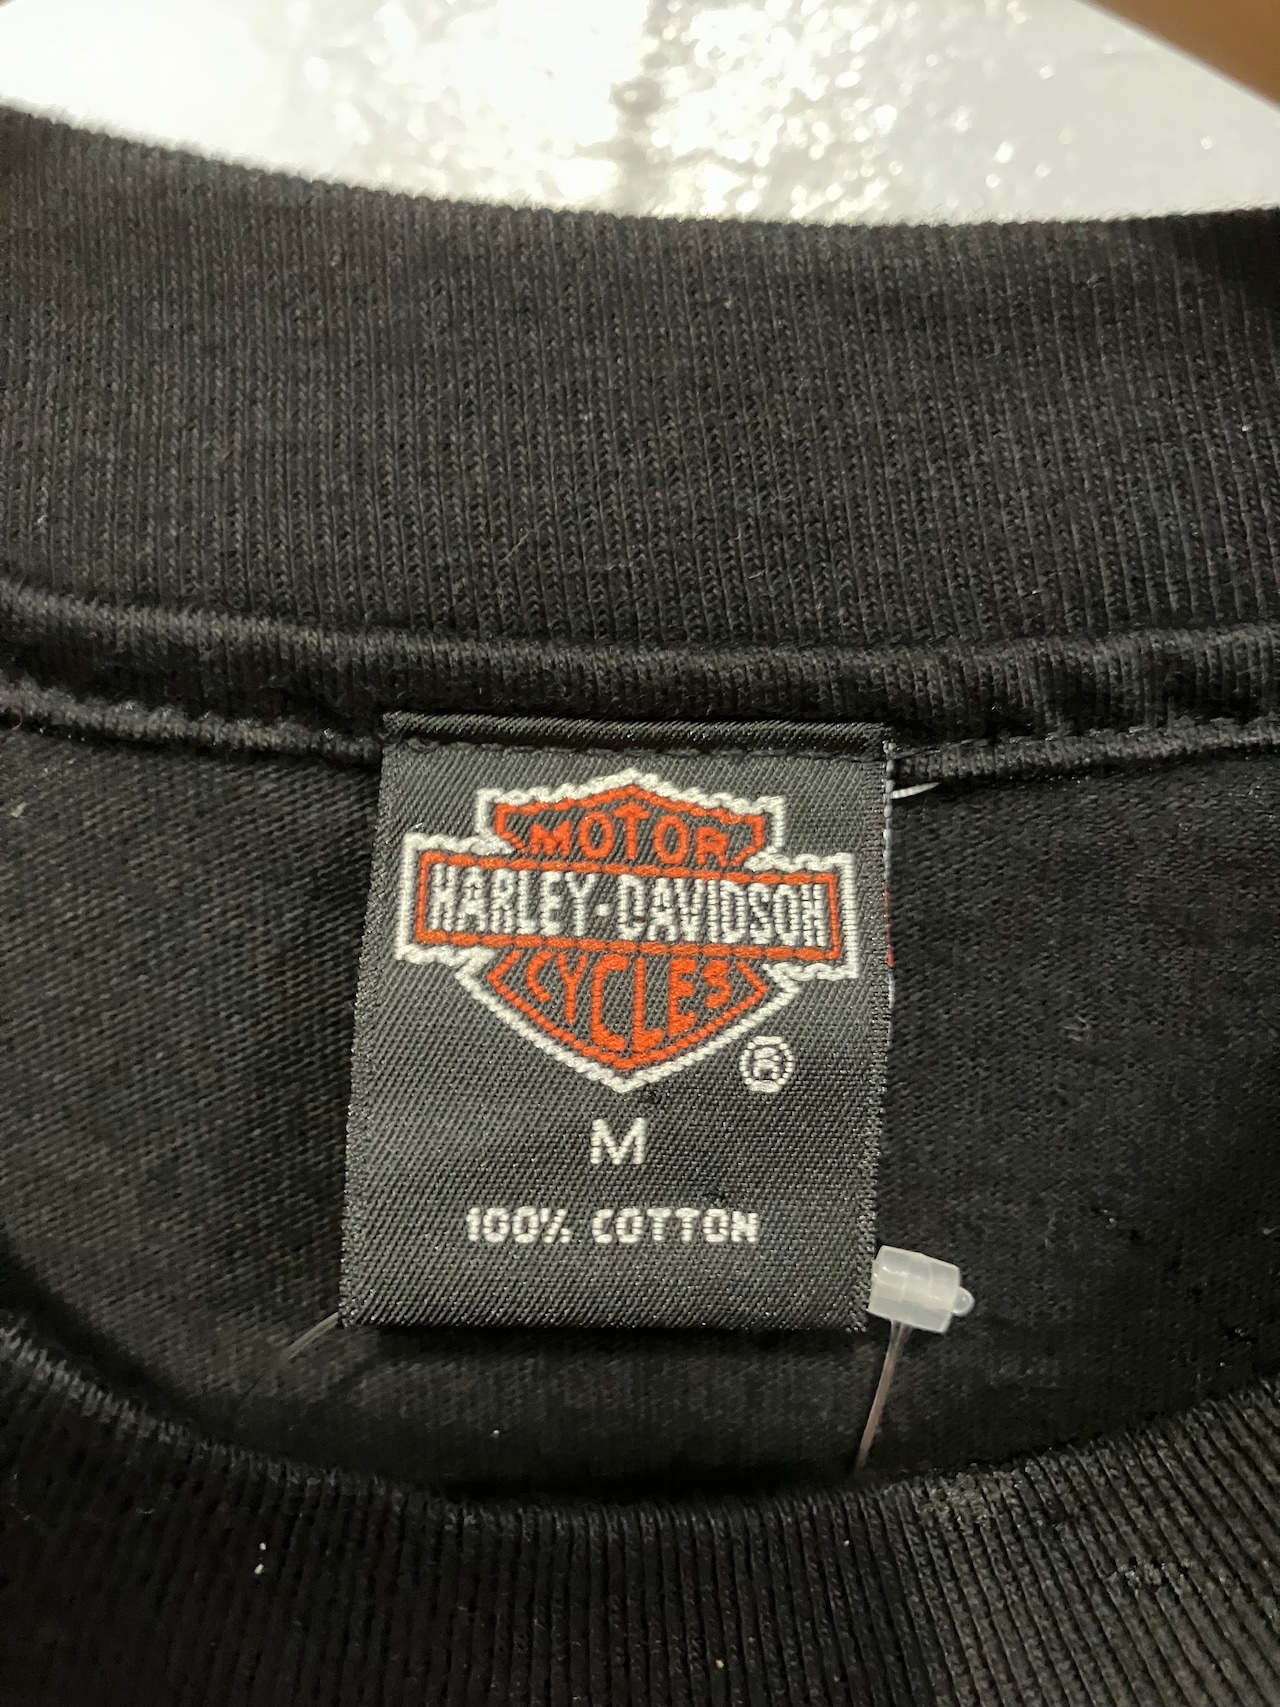 MOTOR
HARLEY-DAVIDSON
CYCLES
®
M
100% COTTON